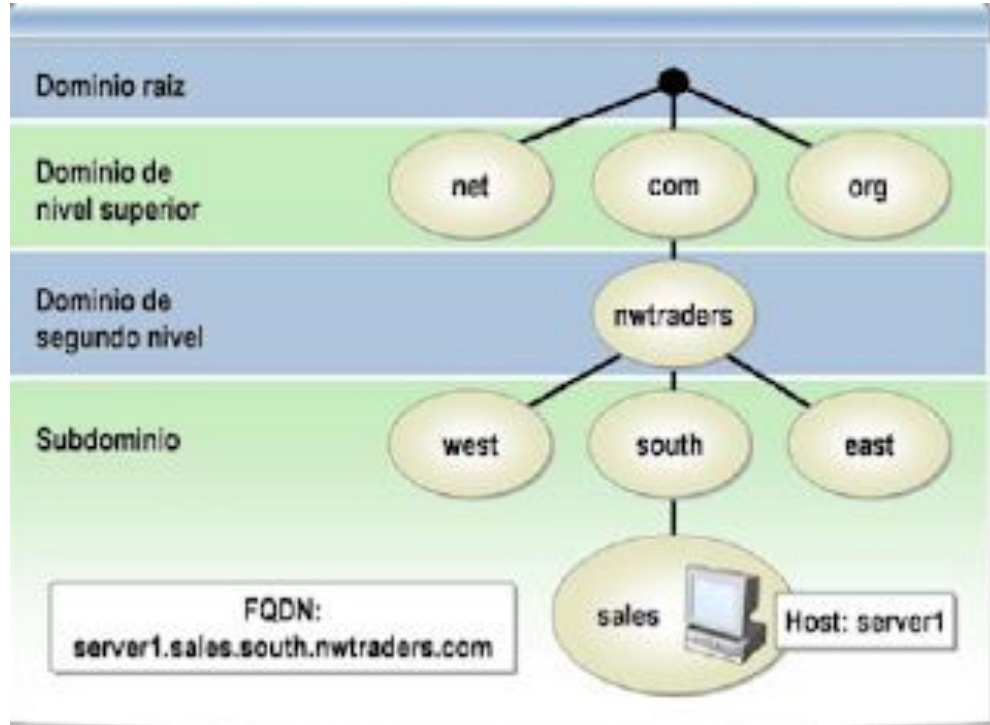 Dominio raiz
Dominio de
nivel superior
net
com
org
Dominio de
segundo nivel
nwtraders
Subdominio
west
south
east
FQDN:
server1.sales.south.nwtraders.com
sales
Host: server1